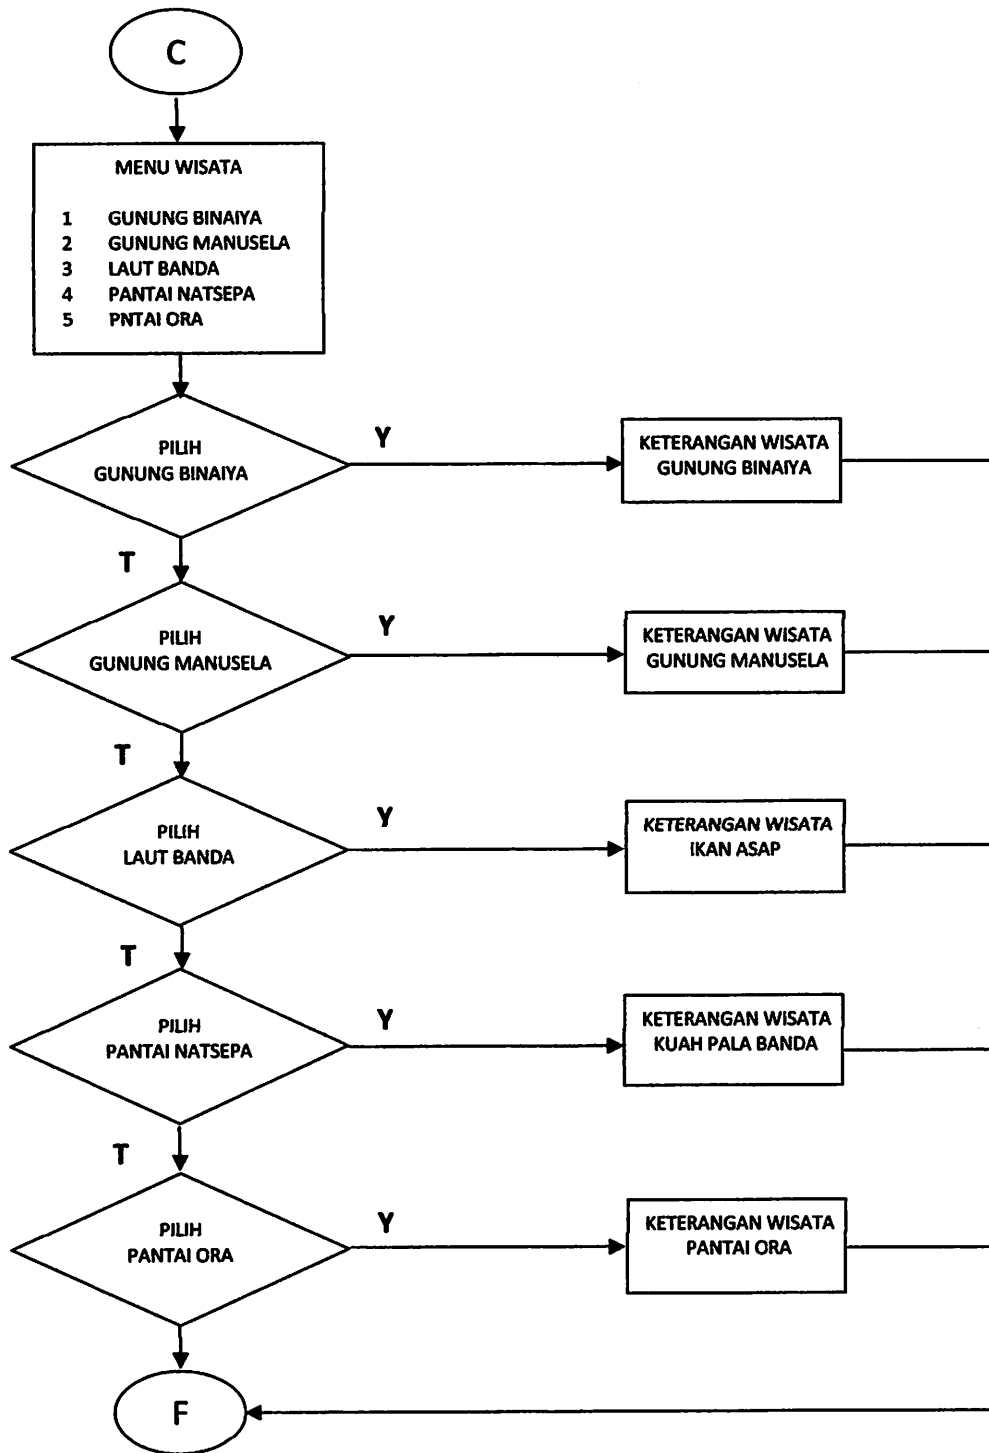 C
MENU WISATA
1 GUNUNG BINAIYA
2 GUNUNG MANUSELA
3 LAUT BANDA
4 PANTAI NATSEPA
5 PNTAI ORA
PILIH
GUNUNG BINAIYA
Y
KETERANGAN WISATA
GUNUNG BINAIYA
T
PILIH
GUNUNG MANUSELA
Y
KETERANGAN WISATA
GUNUNG MANUSELA
T
PILIH
LAUT BANDA
Y
KETERANGAN WISATA
IKAN ASAP
T
PILIH
PANTAI NATSEPA
Y
KETERANGAN WISATA
KUAH PALA BANDA
T
PILIH
PANTAI ORA
Y
KETERANGAN WISATA
PANTAI ORA
F